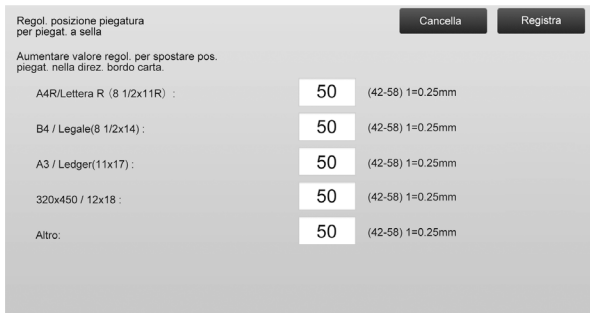 Regol. posizione piegatura
per piegat. a sella
Cancella
Registra
Aumentare valore regol. per spostare pos.
piegat. nella direz. bordo carta.
A4R/Lettera R (8 1/2x11R) : 50 (42-58) 1=0.25mm
B4 / Legale(8 1/2x14) : 50 (42-58) 1=0.25mm
A3 / Ledger(11x17) : 50 (42-58) 1=0.25mm
320x450 / 12x18 : 50 (42-58) 1=0.25mm
Altro: 50 (42-58) 1=0.25mm